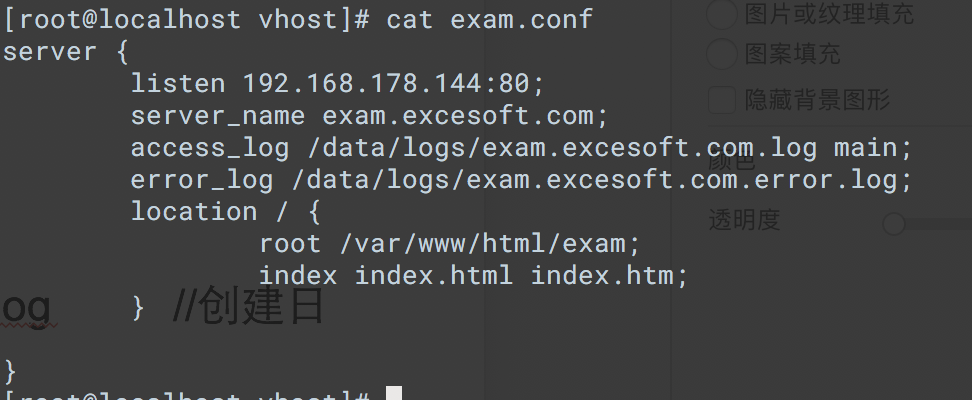 [root@localhost vhost]# cat exam.conf
server {
listen 192.168.178.144:80;
server_name exam.excesoft.com;
access_log /data/logs/exam.excesoft.com.log main;
error_log /data/logs/exam.excesoft.com.error.log;
location / {
root /var/www/html/exam;
index index.html index.htm;
}
}
[root@localhost vhost]#
og //创建日
图片或纹理填充
图案填充
隐藏背景图形
颜色
透明度